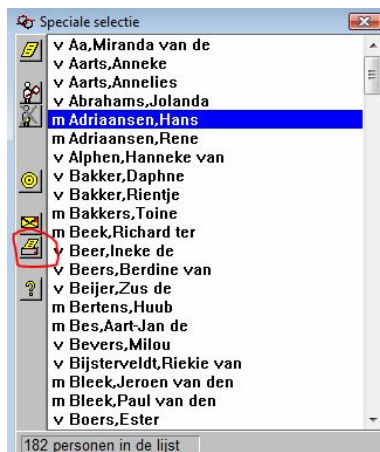 Speciale selectie
v Aa,Miranda van de
v Aarts,Anneke
v Aarts,Annelies
v Abrahams,Jolanda
m Adriaansen,Hans
m Adriaansen,Rene
v Alphen,Hanneke van
v Bakker,Daphne
v Bakker,Rientje
m Bakkers,Toine
m Beek,Richard ter
v Beer,Ineke de
v Beers,Berdine van
v Beijer,Zus de
m Bertens,Huub
m Bes,Aart-Jan de
v Bevers,Milou
v Bijsterveldt,Riekie van
m Bleek,Jeroen van den
m Bleek,Paul van den
v Boers,Ester
182 personen in de lijst